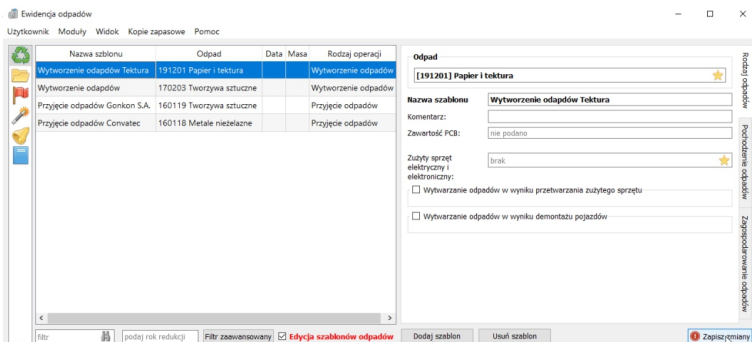 Ewidencja odpadów
Użytkownik Moduły Widok Kopie zapasowe Pomoc
Nazwa szblonu Odpad Data Masa Rodzaj operacji
Wytworzenie odapdów Tektura 191201 Papier i tektura Wytworzenie odpadów
Wytworzenie odapdów 170203 Tworzywa sztuczne Wytworzenie odpadów
Przyjęcie odpadów Gonkon S.A. 160119 Tworzywa sztuczne Przyjęcie odpadów
Przyjęcie odpadów Convatec 160118 Metale nieżelazne Przyjęcie odpadów
filtr podaj rok redukcji Filtr zaawansowany Edycja szablonów odpadów
Odpad
[191201] Papier i tektura
Nazwa szablonu Wytworzenie odapdów Tektura
Komentarz:
Zawartość PCB: nie podano
Zużyty sprzęt
elektryczny i
elektroniczny:
brak
Wytwarzanie odpadów w wyniku przetwarzania zużytego sprzętu
Wytwarzanie odpadów w wyniku demontażu pojazdów
Dodaj szablon Usuń szablon Zapisz zmiany
Rodzaj odpadów
Pochodzenie odpadów
Zagospodarowanie odpadów